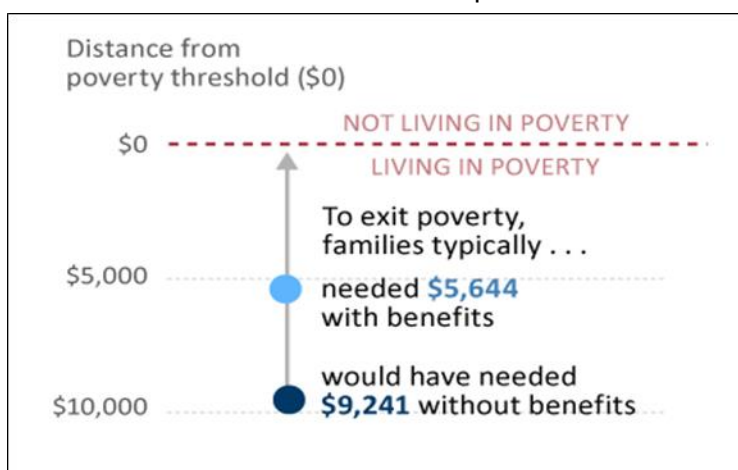 Distance from
poverty threshold ($0)
NOT LIVING IN POVERTY
$0
LIVING IN POVERTY
To exit poverty,
families typically . . .
$5,000
needed $5,644
with benefits
would have needed
$10,000
$9,241 without benefits